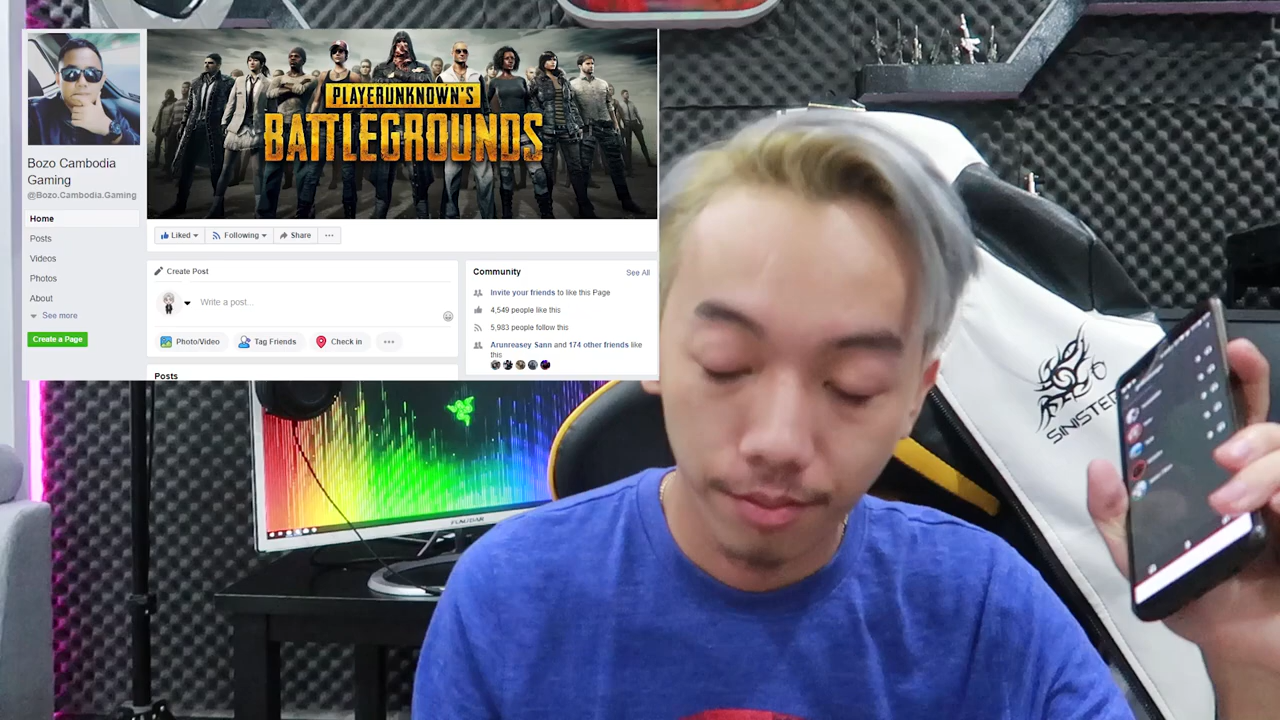 PLAYERUNKNOWN'S
BATTLEGROUNDS
Bozo Cambodia
Gaming
@Bozo.Cambodia.Gaming
Home
Posts
Videos
Photos
About
See more
Create a Page
Liked
Following
Share
Create Post
Write a post...
Photo/Video
Tag Friends
Check in
Posts
Community
See All
Invite your friends to like this Page
4,549 people like this
5,983 people follow this
Arunreasey Sann and 174 other friends like
this
SINISTER